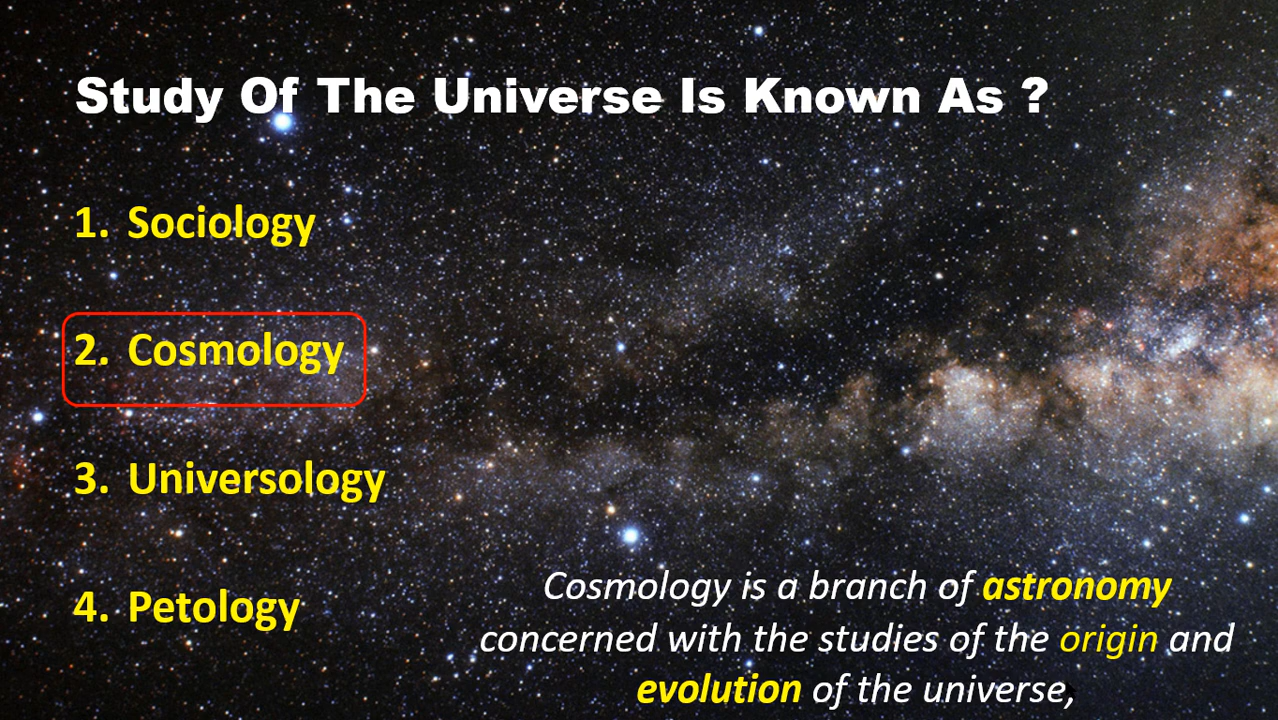 Study Of The Universe Is Known As ?
1. Sociology
2. Cosmology
3. Universology
4. Petology
Cosmology is a branch of astronomy
concerned with the studies of the origin and
evolution of the universe,